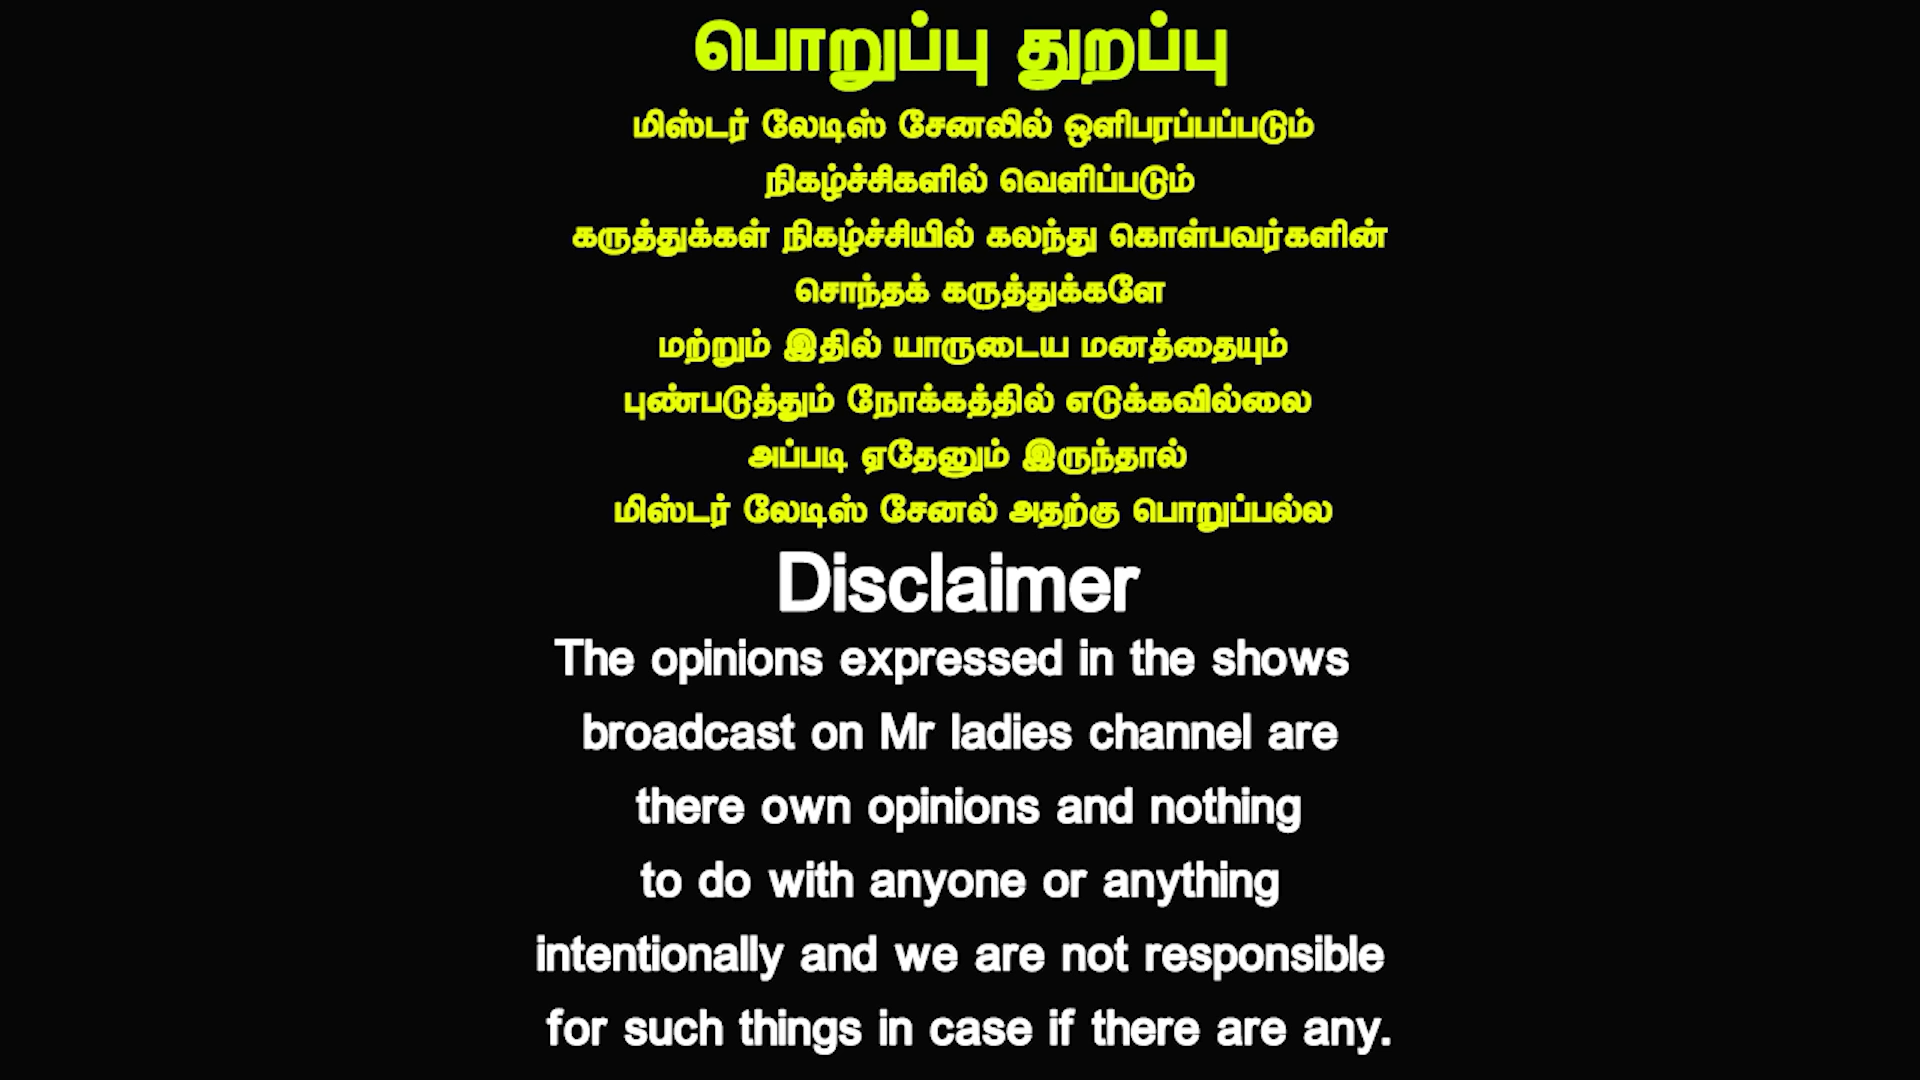 பொறுப்பு துறப்பு
மிஸ்டர் லேடிஸ் சேனலில் ஒளிபரப்பப்படும்
நிகழ்ச்சிகளில் வெளிப்படும்
கருத்துக்கள் நிகழ்ச்சியில் கலந்து கொள்பவர்களின்
சொந்தக் கருத்துக்களே
மற்றும் இதில் யாருடைய மனத்தையும்
புண்படுத்தும் நோக்கத்தில் எடுக்கவில்லை
அப்படி ஏதேனும் இருந்தால்
மிஸ்டர் லேடிஸ் சேனல் அதற்கு பொறுப்பல்ல
Disclaimer
The opinions expressed in the shows
broadcast on Mr ladies channel are
there own opinions and nothing
to do with anyone or anything
intentionally and we are not responsible
for such things in case if there are any.